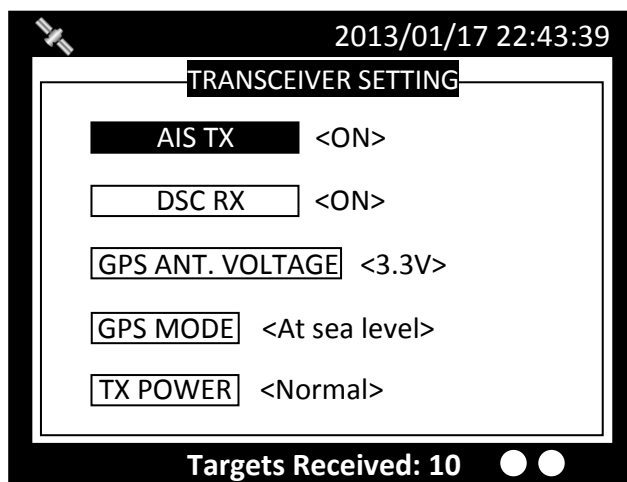 2013/01/17 22:43:39
TRANSCEIVER SETTING
AIS TX <ON>
DSC RX <ON>
GPS ANT. VOLTAGE <3.3V>
GPS MODE <At sea level>
TX POWER <Normal>
Targets Received: 10